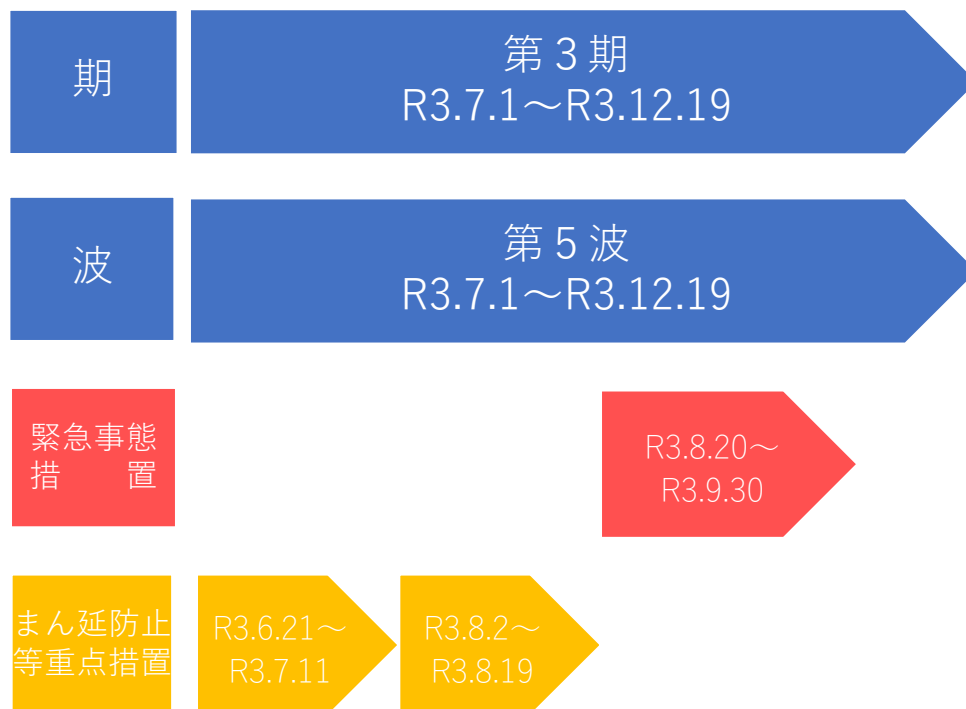 期
第３期
R3.7.1～R3.12.19
波
第５波
R3.7.1～R3.12.19
緊急事態
措　　置
R3.8.20～
R3.9.30
まん延防止
等重点措置
R3.6.21～
R3.7.11
R3.8.2～
R3.8.19